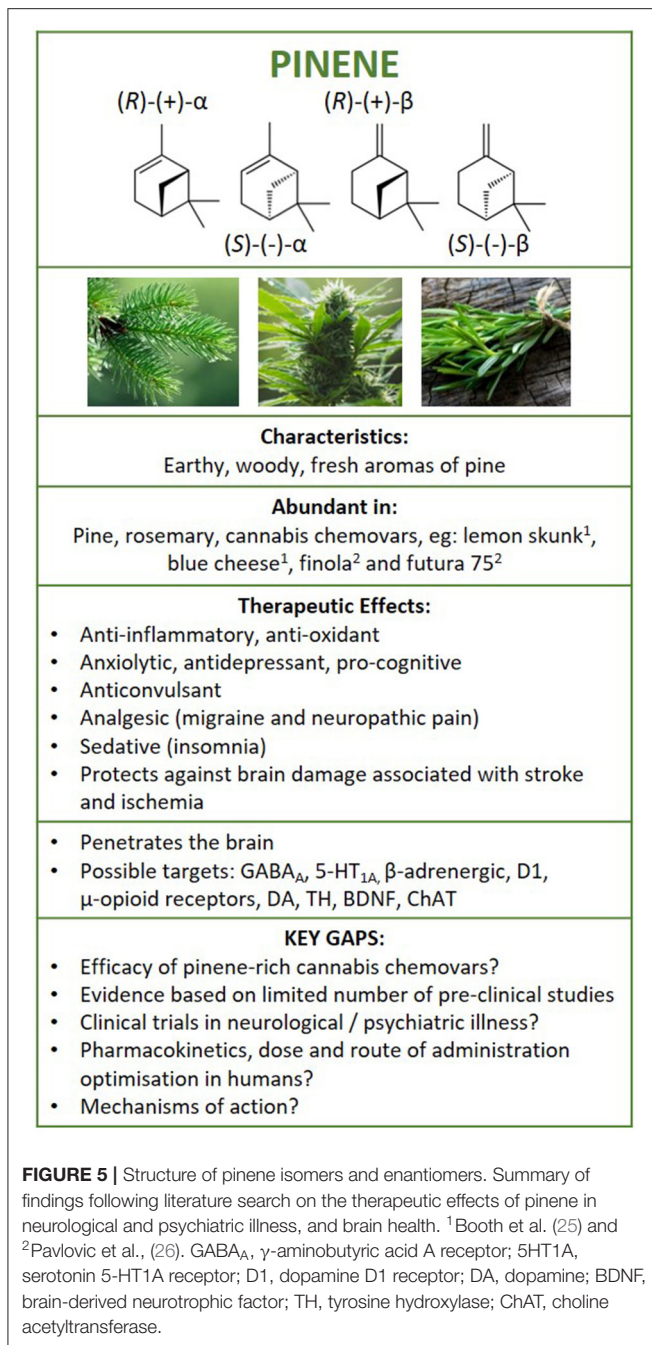 PINENE
(R)-(+)-α
(R)-(+)-β
(S)-(-)-α
(S)-(-)-β
Characteristics:
Earthy, woody, fresh aromas of pine
Abundant in:
Pine, rosemary, cannabis chemovars, eg: lemon skunk¹,
blue cheese¹, finola² and futura 75²
Therapeutic Effects:
• Anti-inflammatory, anti-oxidant
• Anxiolytic, antidepressant, pro-cognitive
• Anticonvulsant
• Analgesic (migraine and neuropathic pain)
• Sedative (insomnia)
• Protects against brain damage associated with stroke
and ischemia
• Penetrates the brain
• Possible targets: GABA_A, 5-HT_1A, β-adrenergic, D1,
μ-opioid receptors, DA, TH, BDNF, ChAT
KEY GAPS:
• Efficacy of pinene-rich cannabis chemovars?
• Evidence based on limited number of pre-clinical studies
• Clinical trials in neurological / psychiatric illness?
• Pharmacokinetics, dose and route of administration
optimisation in humans?
• Mechanisms of action?
FIGURE 5 | Structure of pinene isomers and enantiomers. Summary of
findings following literature search on the therapeutic effects of pinene in
neurological and psychiatric illness, and brain health. ¹Booth et al. (25) and
²Pavlovic et al., (26). GABA_A, γ-aminobutyric acid A receptor; 5HT1A,
serotonin 5-HT1A receptor; D1, dopamine D1 receptor; DA, dopamine; BDNF,
brain-derived neurotrophic factor; TH, tyrosine hydroxylase; ChAT, choline
acetyltransferase.